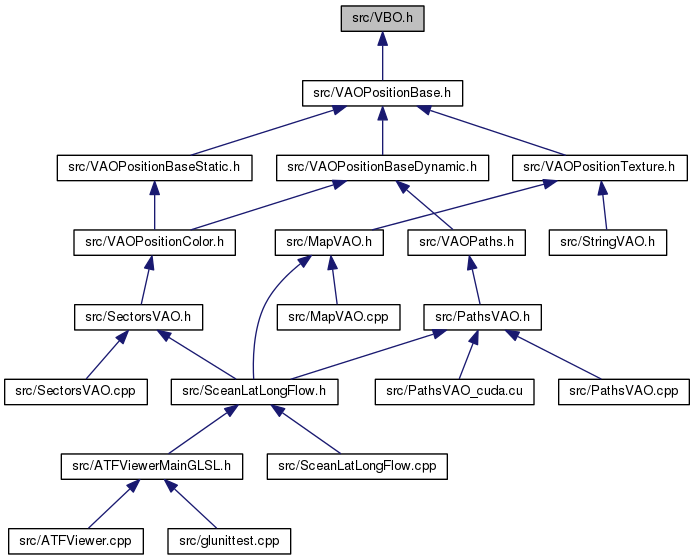 src/VBO.h
src/VAOPositionBase.h
src/VAOPositionBaseStatic.h
src/VAOPositionBaseDynamic.h
src/VAOPositionTexture.h
src/VAOPositionColor.h
src/MapVAO.h
src/VAOPaths.h
src/StringVAO.h
src/SectorsVAO.h
src/MapVAO.cpp
src/PathsVAO.h
src/SectorsVAO.cpp
src/SceanLatLongFlow.h
src/PathsVAO_cuda.cu
src/PathsVAO.cpp
src/ATFViewerMainGLSL.h
src/SceanLatLongFlow.cpp
src/ATFViewer.cpp
src/glunittest.cpp